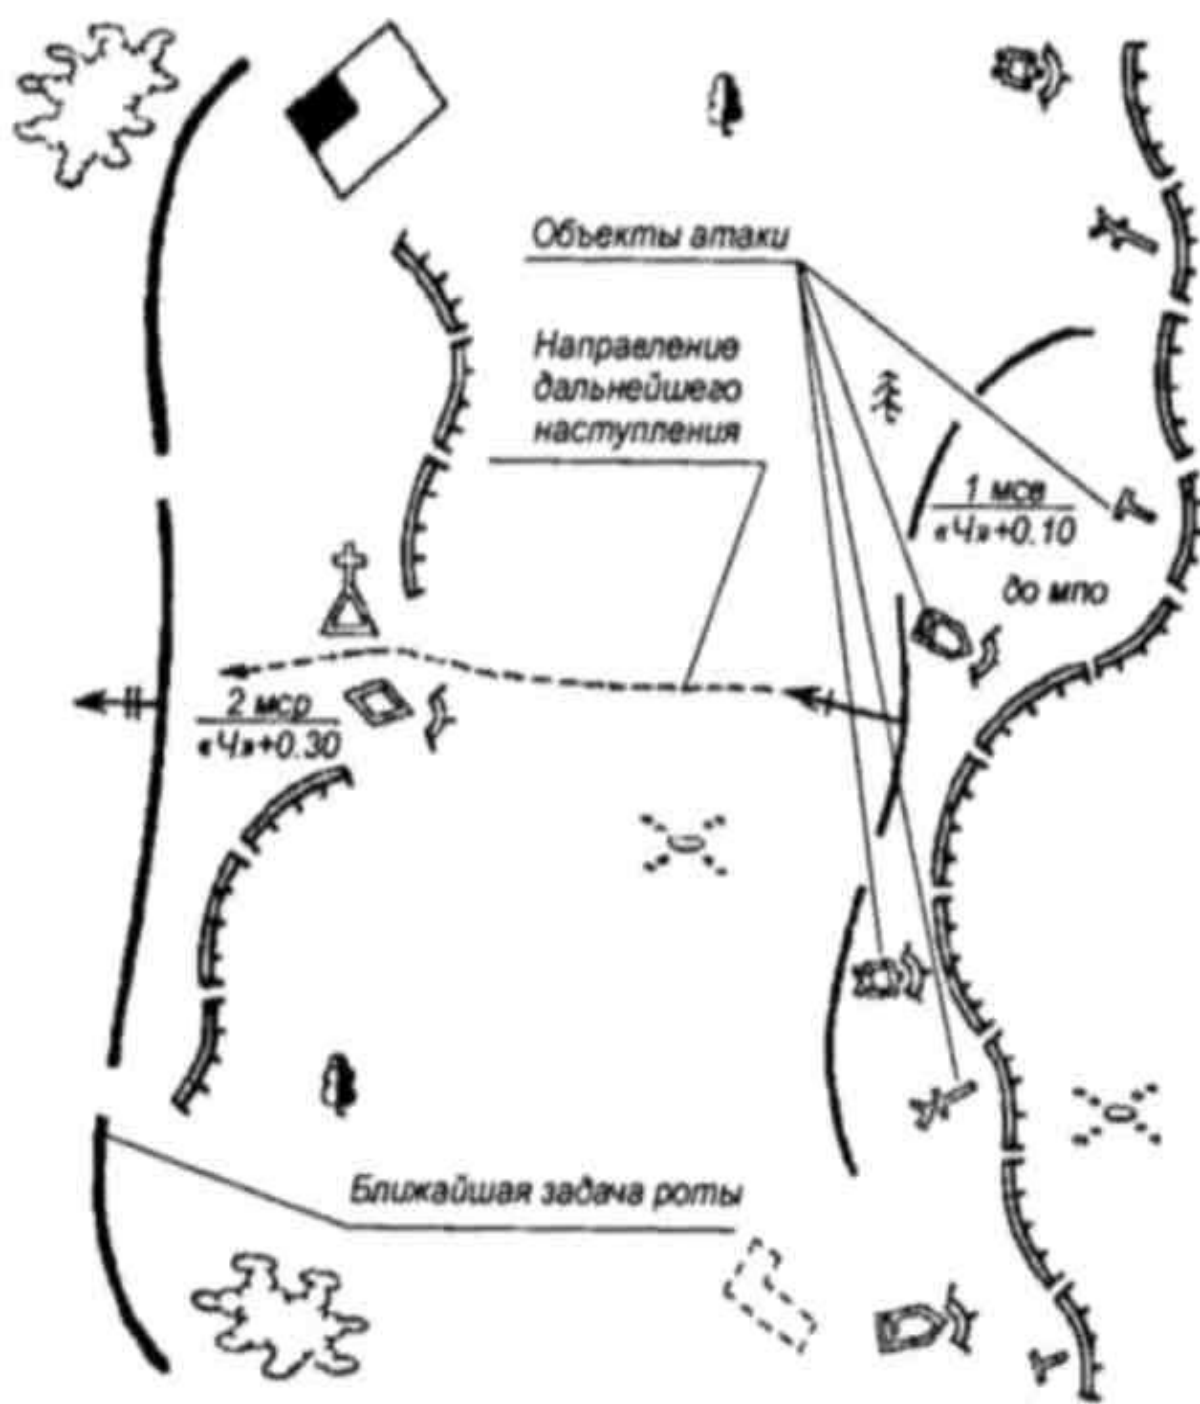 Объекты атаки
Направление
дальнейшего
наступления
1 мсв
«Ч»+0.10
до мпо
2 мср
«Ч»+0.30
Ближайшая задача роты